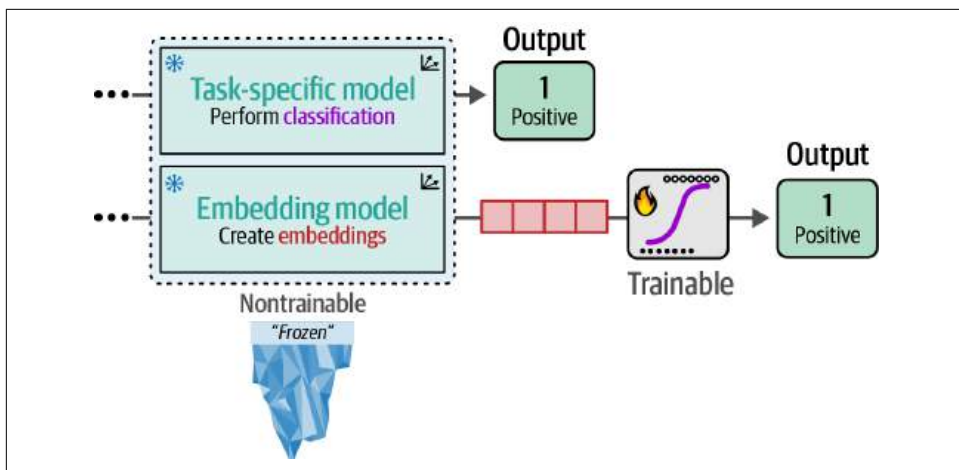 Output
Task-specific model
Perform classification
1
Positive
Output
Embedding model
Create embeddings
1
Positive
Trainable
Nontrainable
"Frozen"